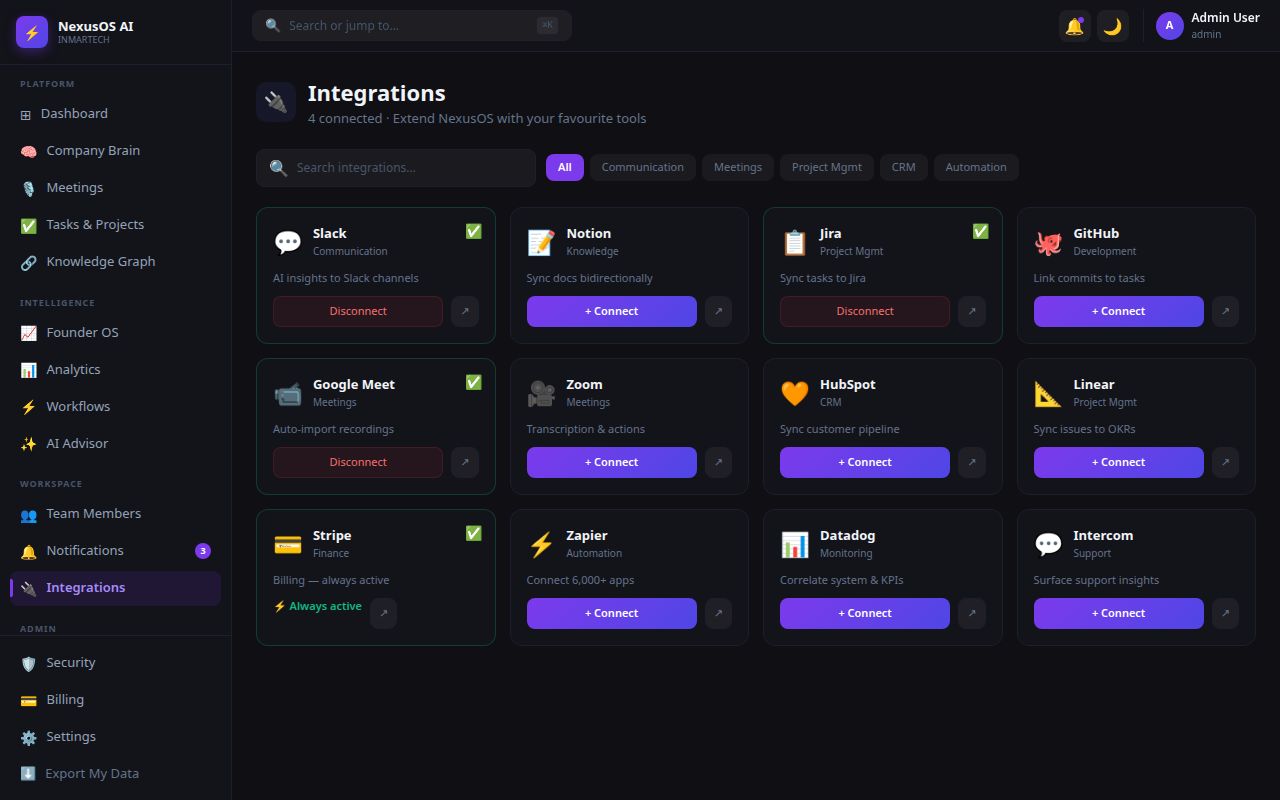 NexusOS AI
INMARTECH
Search or jump to...
⌘K
Admin User
A
admin
PLATFORM
Dashboard
Company Brain
Meetings
Tasks & Projects
Knowledge Graph
INTELLIGENCE
Founder OS
Analytics
Workflows
AI Advisor
WORKSPACE
Team Members
Notifications 3
Integrations
ADMIN
Security
Billing
Settings
Export My Data
Integrations
4 connected · Extend NexusOS with your favourite tools
Search integrations...
All Communication Meetings Project Mgmt CRM Automation
Slack
Communication
AI insights to Slack channels
Disconnect ↗
Notion
Knowledge
Sync docs bidirectionally
+ Connect ↗
Jira
Project Mgmt
Sync tasks to Jira
Disconnect ↗
GitHub
Development
Link commits to tasks
+ Connect ↗
Google Meet
Meetings
Auto-import recordings
Disconnect ↗
Zoom
Meetings
Transcription & actions
+ Connect ↗
HubSpot
CRM
Sync customer pipeline
+ Connect ↗
Linear
Project Mgmt
Sync issues to OKRs
+ Connect ↗
Stripe
Finance
Billing — always active
⚡ Always active ↗
Zapier
Automation
Connect 6,000+ apps
+ Connect ↗
Datadog
Monitoring
Correlate system & KPIs
+ Connect ↗
Intercom
Support
Surface support insights
+ Connect ↗